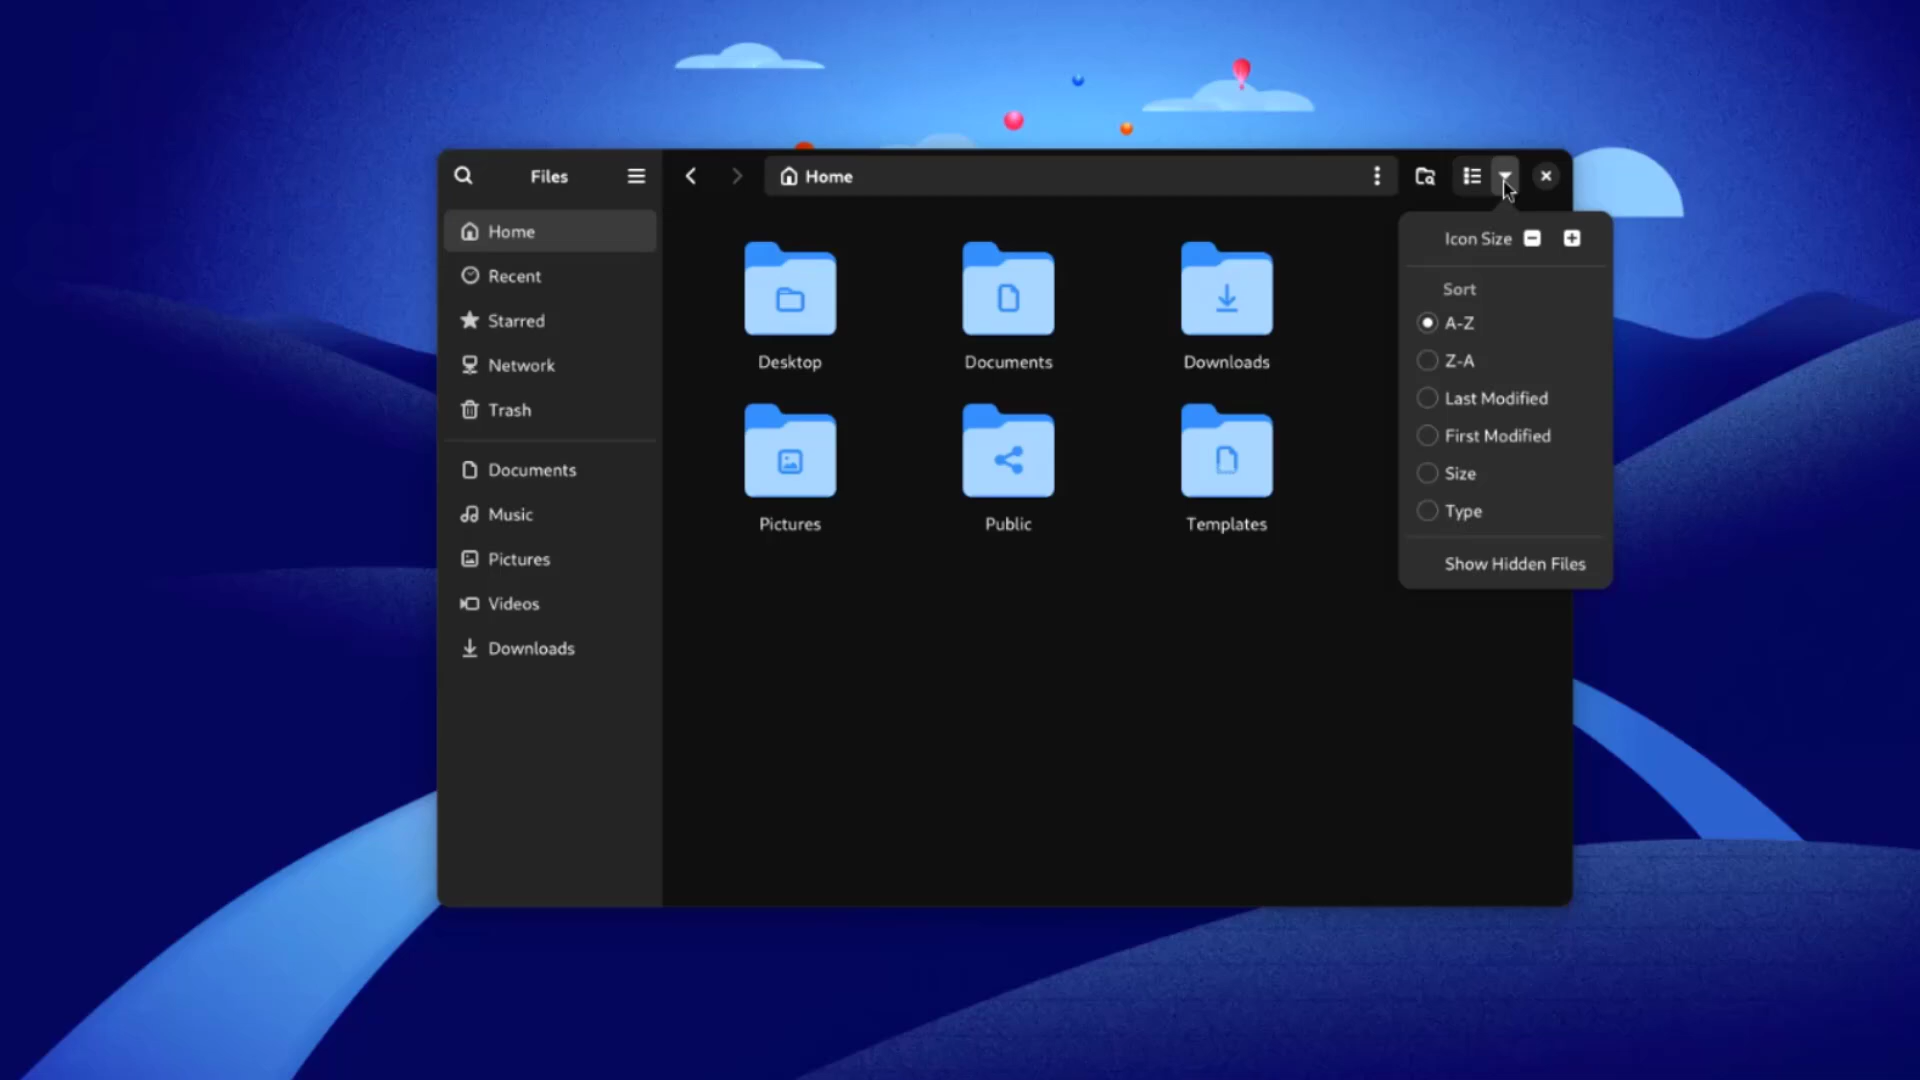 Files
Home
Recent
Starred
Network
Trash
Documents
Music
Pictures
Videos
Downloads
Home
Desktop
Documents
Downloads
Pictures
Public
Templates
Icon Size
Sort
A-Z
Z-A
Last Modified
First Modified
Size
Type
Show Hidden Files